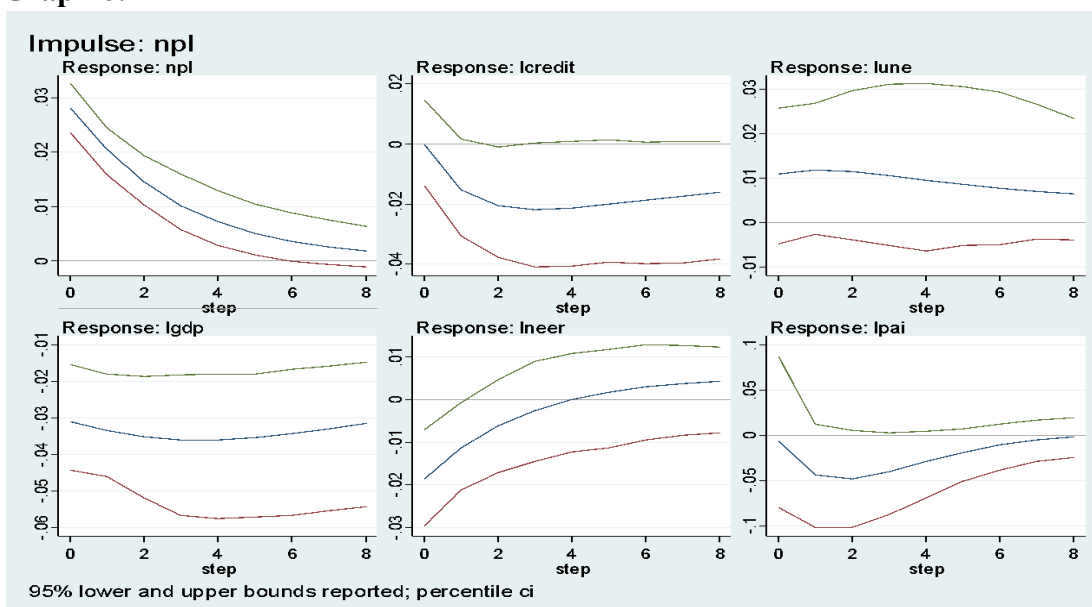 Impulse: npl
Response: npl
.03
.02
.01
0
0 2 4 6 8
step
Response: lcredit
.02
0
-.02
-.04
0 2 4 6 8
step
Response: lune
.03
.02
.01
0
-.01
0 2 4 6 8
step
Response: lgdp
-.01
-.02
-.03
-.04
-.05
-.06
0 2 4 6 8
step
Response: lneer
.01
0
-.01
-.02
-.03
0 2 4 6 8
step
Response: lpai
.1
.05
0
-.05
-.1
0 2 4 6 8
step
95% lower and upper bounds reported; percentile ci